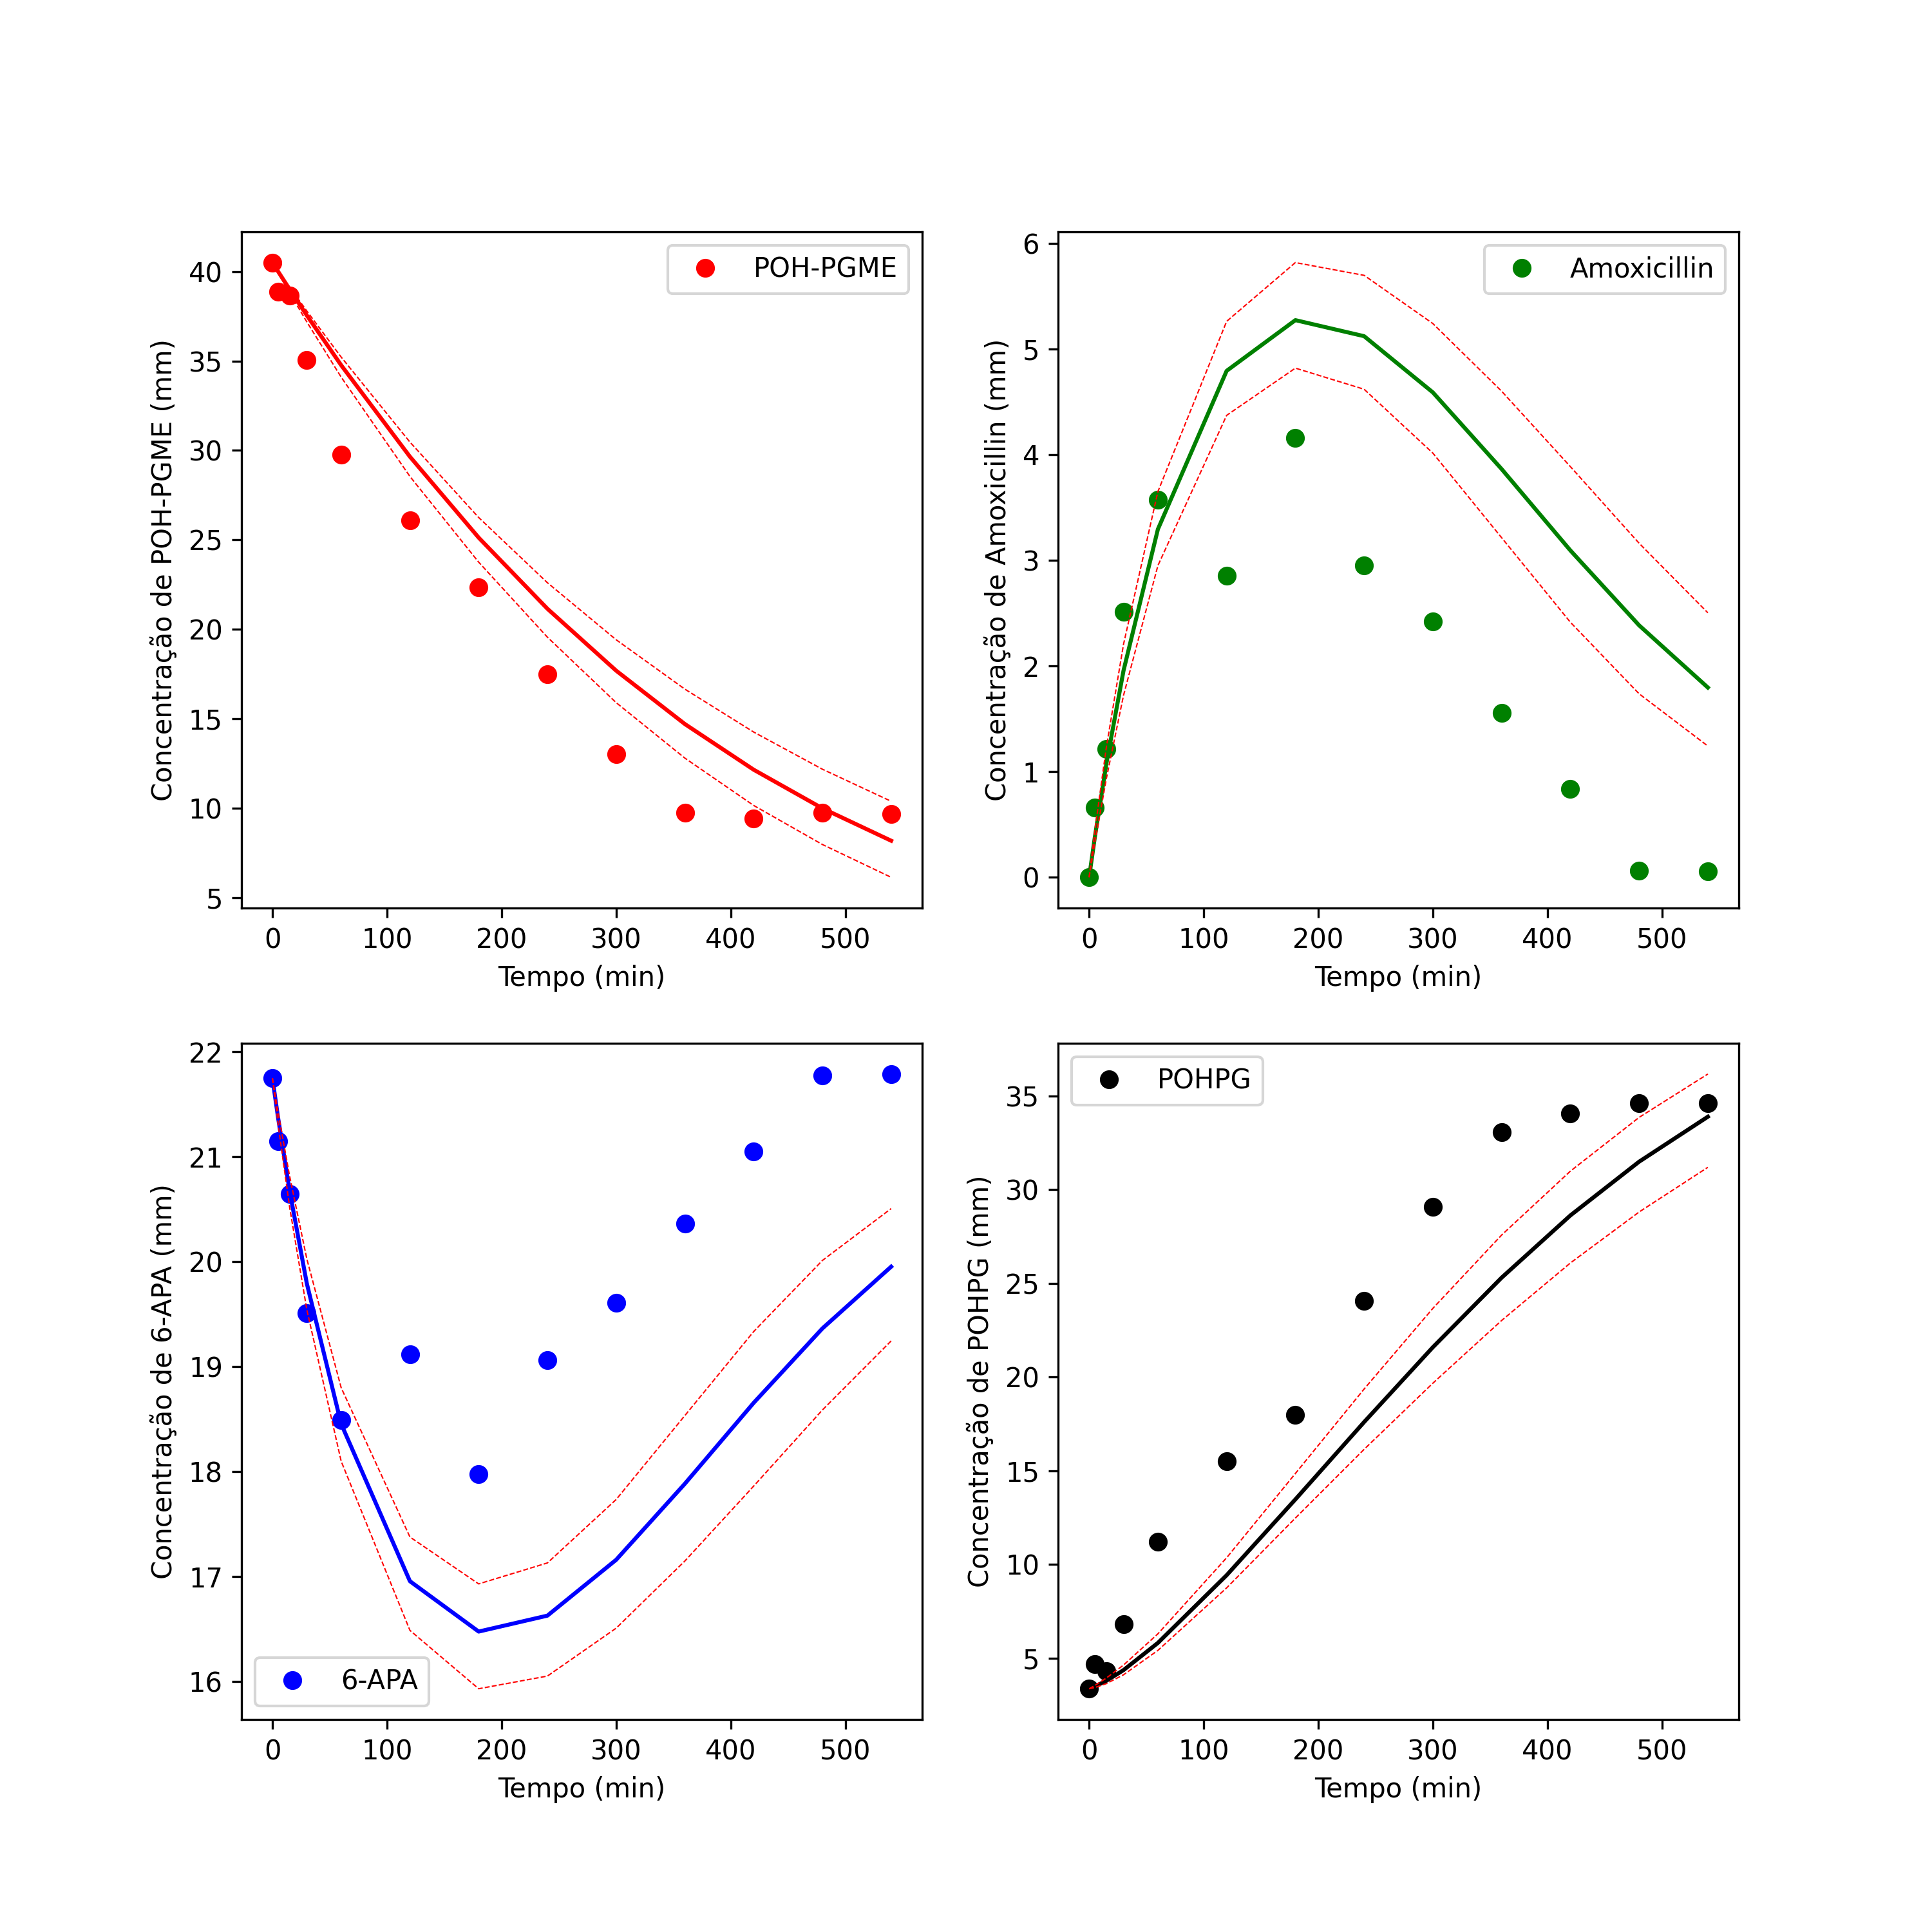 POH-PGME
Concentração de POH-PGME (mm)
40
35
30
25
20
15
10
5
0 100 200 300 400 500
Tempo (min)
Amoxicillin
Concentração de Amoxicillin (mm)
6
5
4
3
2
1
0
0 100 200 300 400 500
Tempo (min)
6-APA
Concentração de 6-APA (mm)
22
21
20
19
18
17
16
0 100 200 300 400 500
Tempo (min)
POHPG
Concentração de POHPG (mm)
35
30
25
20
15
10
5
0 100 200 300 400 500
Tempo (min)